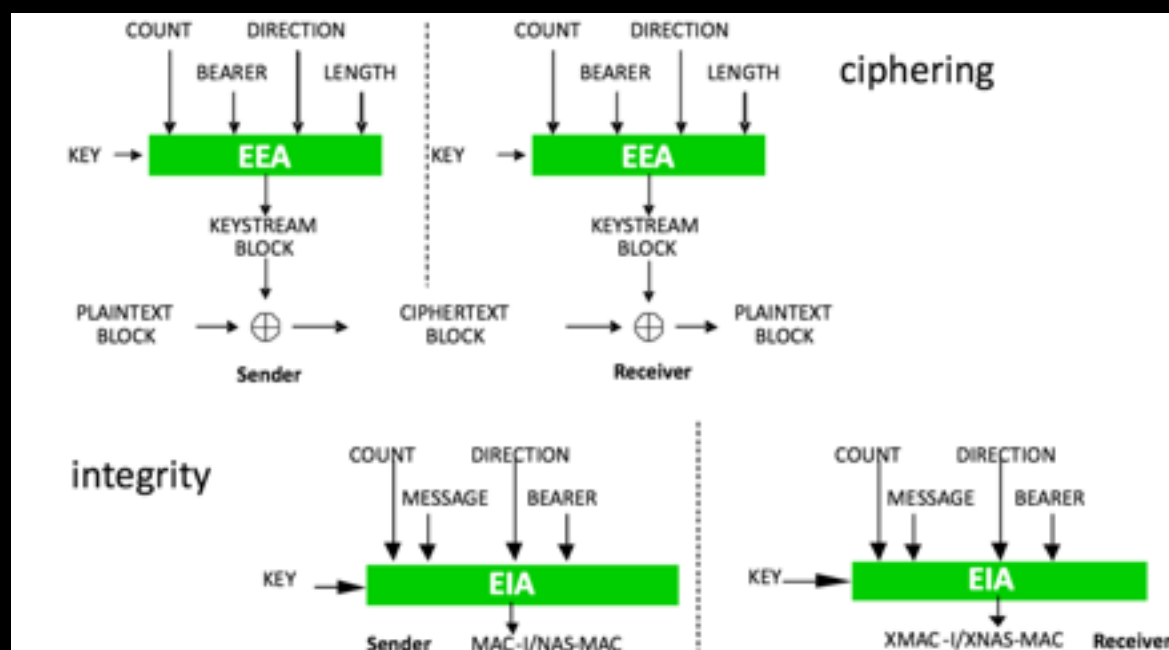 COUNT DIRECTION COUNT DIRECTION
BEARER LENGTH BEARER LENGTH ciphering
KEY EEA KEY EEA
KEYSTREAM KEYSTREAM
BLOCK BLOCK
PLAINTEXT CIPHERTEXT PLAINTEXT
BLOCK BLOCK BLOCK
Sender Receiver
integrity COUNT DIRECTION COUNT DIRECTION
MESSAGE BEARER MESSAGE BEARER
KEY EIA KEY EIA
Sender MAC-I/NAS-MAC XMAC-I/XNAS-MAC Receiver